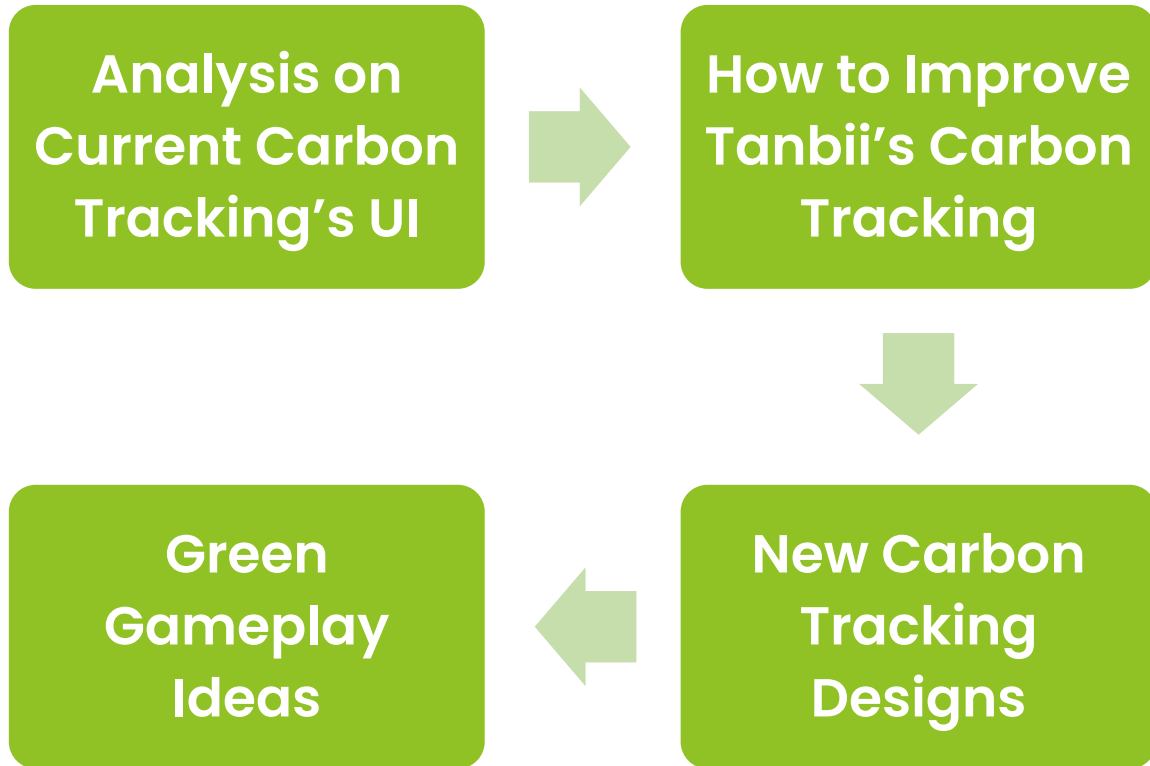 Analysis on
Current Carbon
Tracking’s UI
How to Improve
Tanbii’s Carbon
Tracking
New Carbon
Tracking
Designs
Green
Gameplay
Ideas